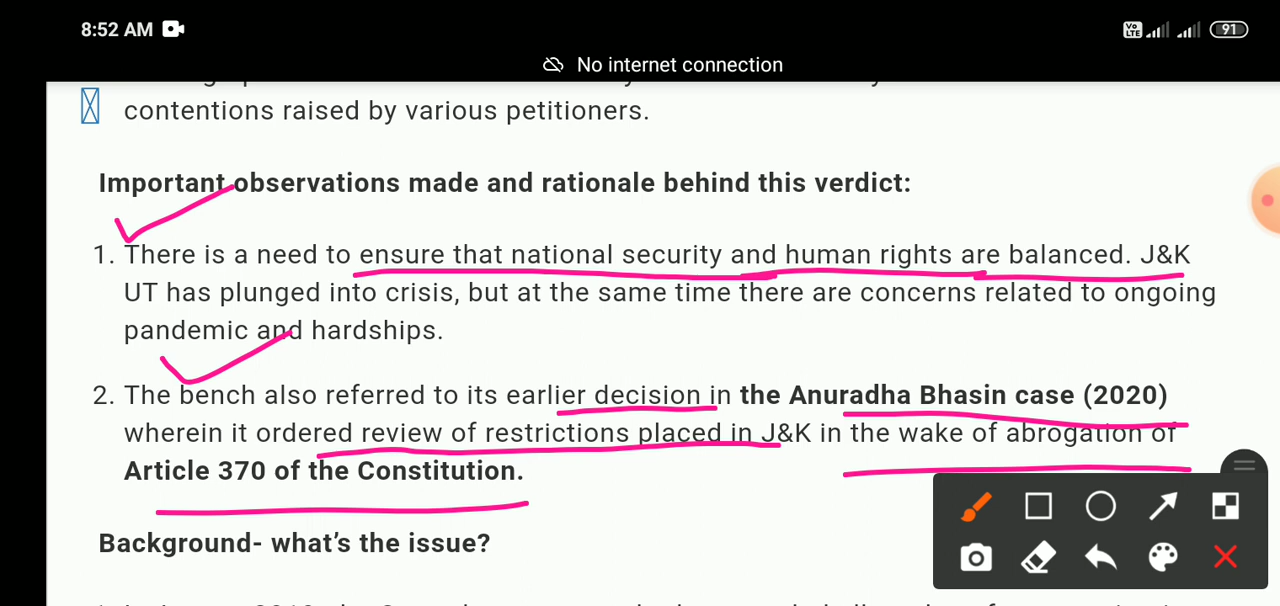 8:52 AM
Vo LTE
91
No internet connection
contentions raised by various petitioners.
Important observations made and rationale behind this verdict:
1. There is a need to ensure that national security and human rights are balanced. J&K
UT has plunged into crisis, but at the same time there are concerns related to ongoing
pandemic and hardships.
2. The bench also referred to its earlier decision in the Anuradha Bhasin case (2020)
wherein it ordered review of restrictions placed in J&K in the wake of abrogation of
Article 370 of the Constitution.
Background- what's the issue?